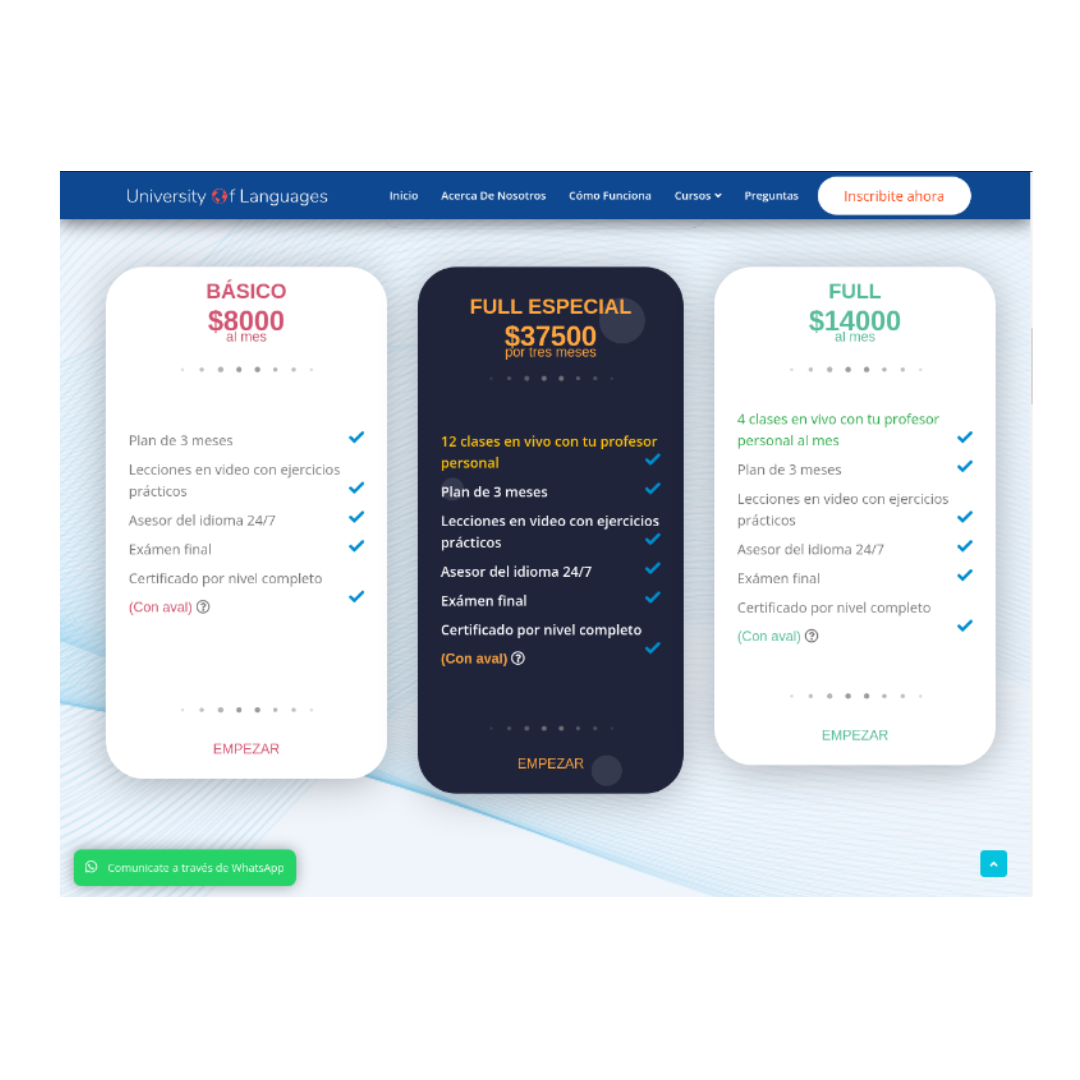 University Of Languages
Inicio
Acerca De Nosotros
Cómo Funciona
Cursos
Preguntas
Inscribite ahora
BÁSICO
$8000
al mes
Plan de 3 meses
Lecciones en video con ejercicios
prácticos
Asesor del idioma 24/7
Exámen final
Certificado por nivel completo
(Con aval)
EMPEZAR
FULL ESPECIAL
$37500
por tres meses
12 clases en vivo con tu profesor
personal
Plan de 3 meses
Lecciones en video con ejercicios
prácticos
Asesor del idioma 24/7
Exámen final
Certificado por nivel completo
(Con aval)
EMPEZAR
FULL
$14000
al mes
4 clases en vivo con tu profesor
personal al mes
Plan de 3 meses
Lecciones en video con ejercicios
prácticos
Asesor del idioma 24/7
Exámen final
Certificado por nivel completo
(Con aval)
EMPEZAR
Comunicate a través de WhatsApp